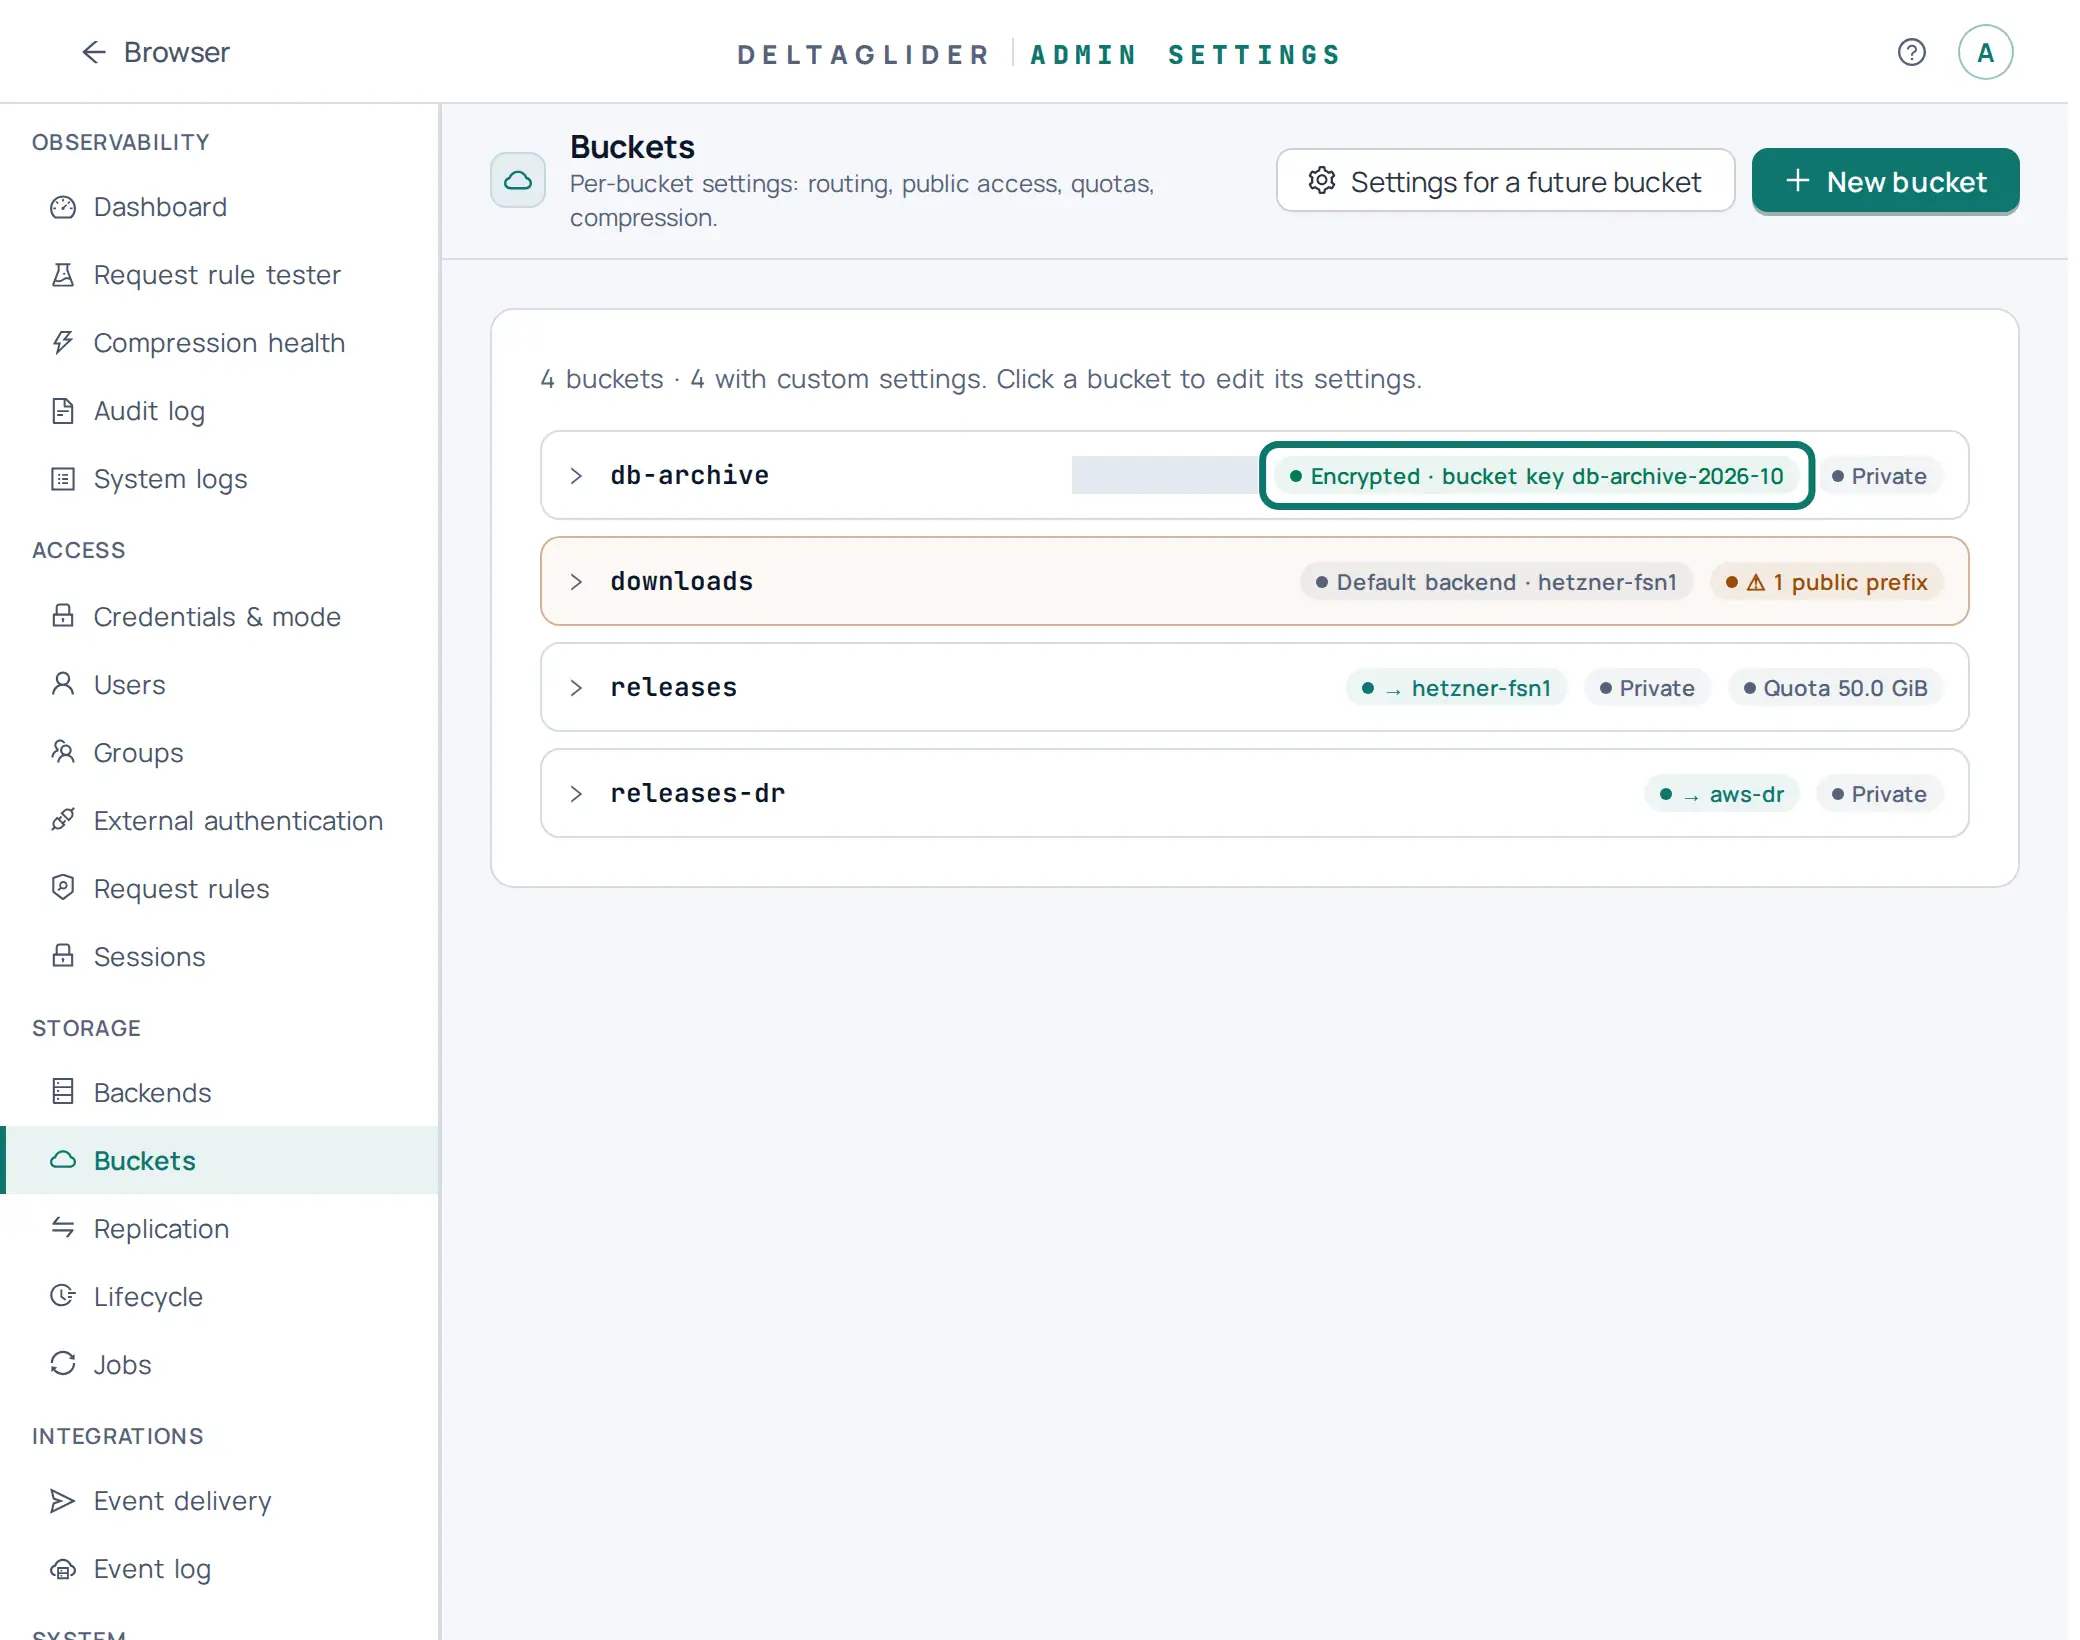 Browser
DELTAGLIDER | ADMIN SETTINGS
A
OBSERVABILITY
Dashboard
Request rule tester
Compression health
Audit log
System logs
ACCESS
Credentials & mode
Users
Groups
External authentication
Request rules
Sessions
STORAGE
Backends
Buckets
Replication
Lifecycle
Jobs
INTEGRATIONS
Event delivery
Event log
SYSTEM
Buckets
Per-bucket settings: routing, public access, quotas,
compression.
Settings for a future bucket
+ New bucket
4 buckets · 4 with custom settings. Click a bucket to edit its settings.
db-archive Encrypted · bucket key db-archive-2026-10 Private
downloads Default backend · hetzner-fsn1 ⚠ 1 public prefix
releases → hetzner-fsn1 Private Quota 50.0 GiB
releases-dr → aws-dr Private